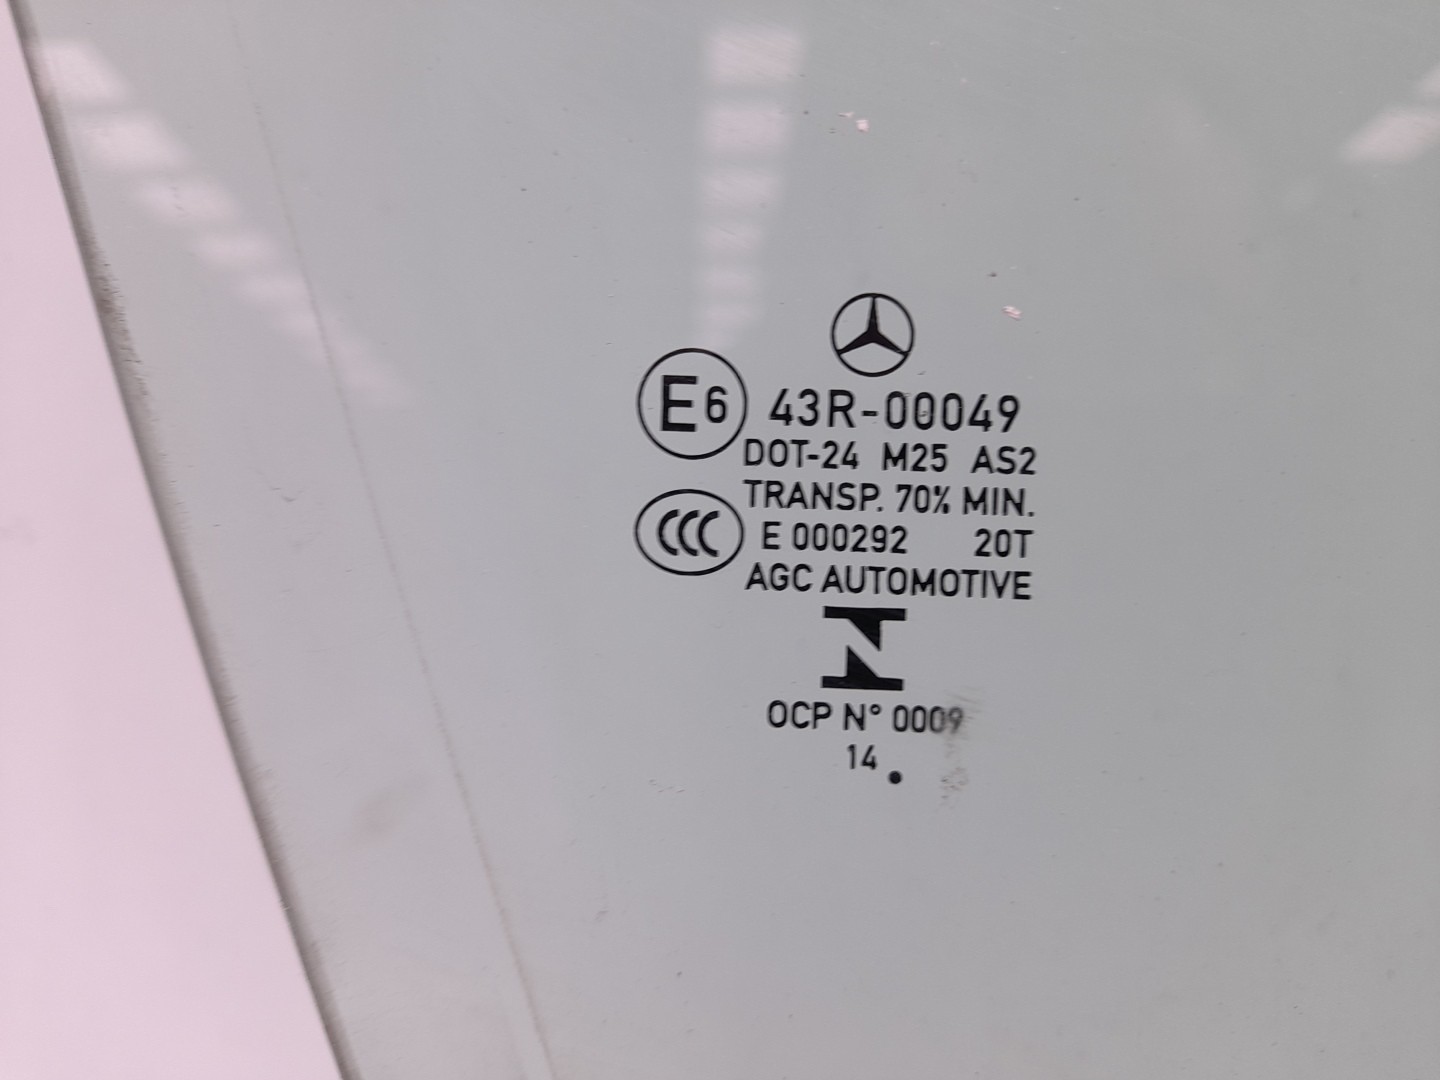 E6 43R-00049
DOT-24 M25 AS2
TRANSP. 70% MIN.
CCC E 000292 20T
AGC AUTOMOTIVE
OCP N° 0009
14 .